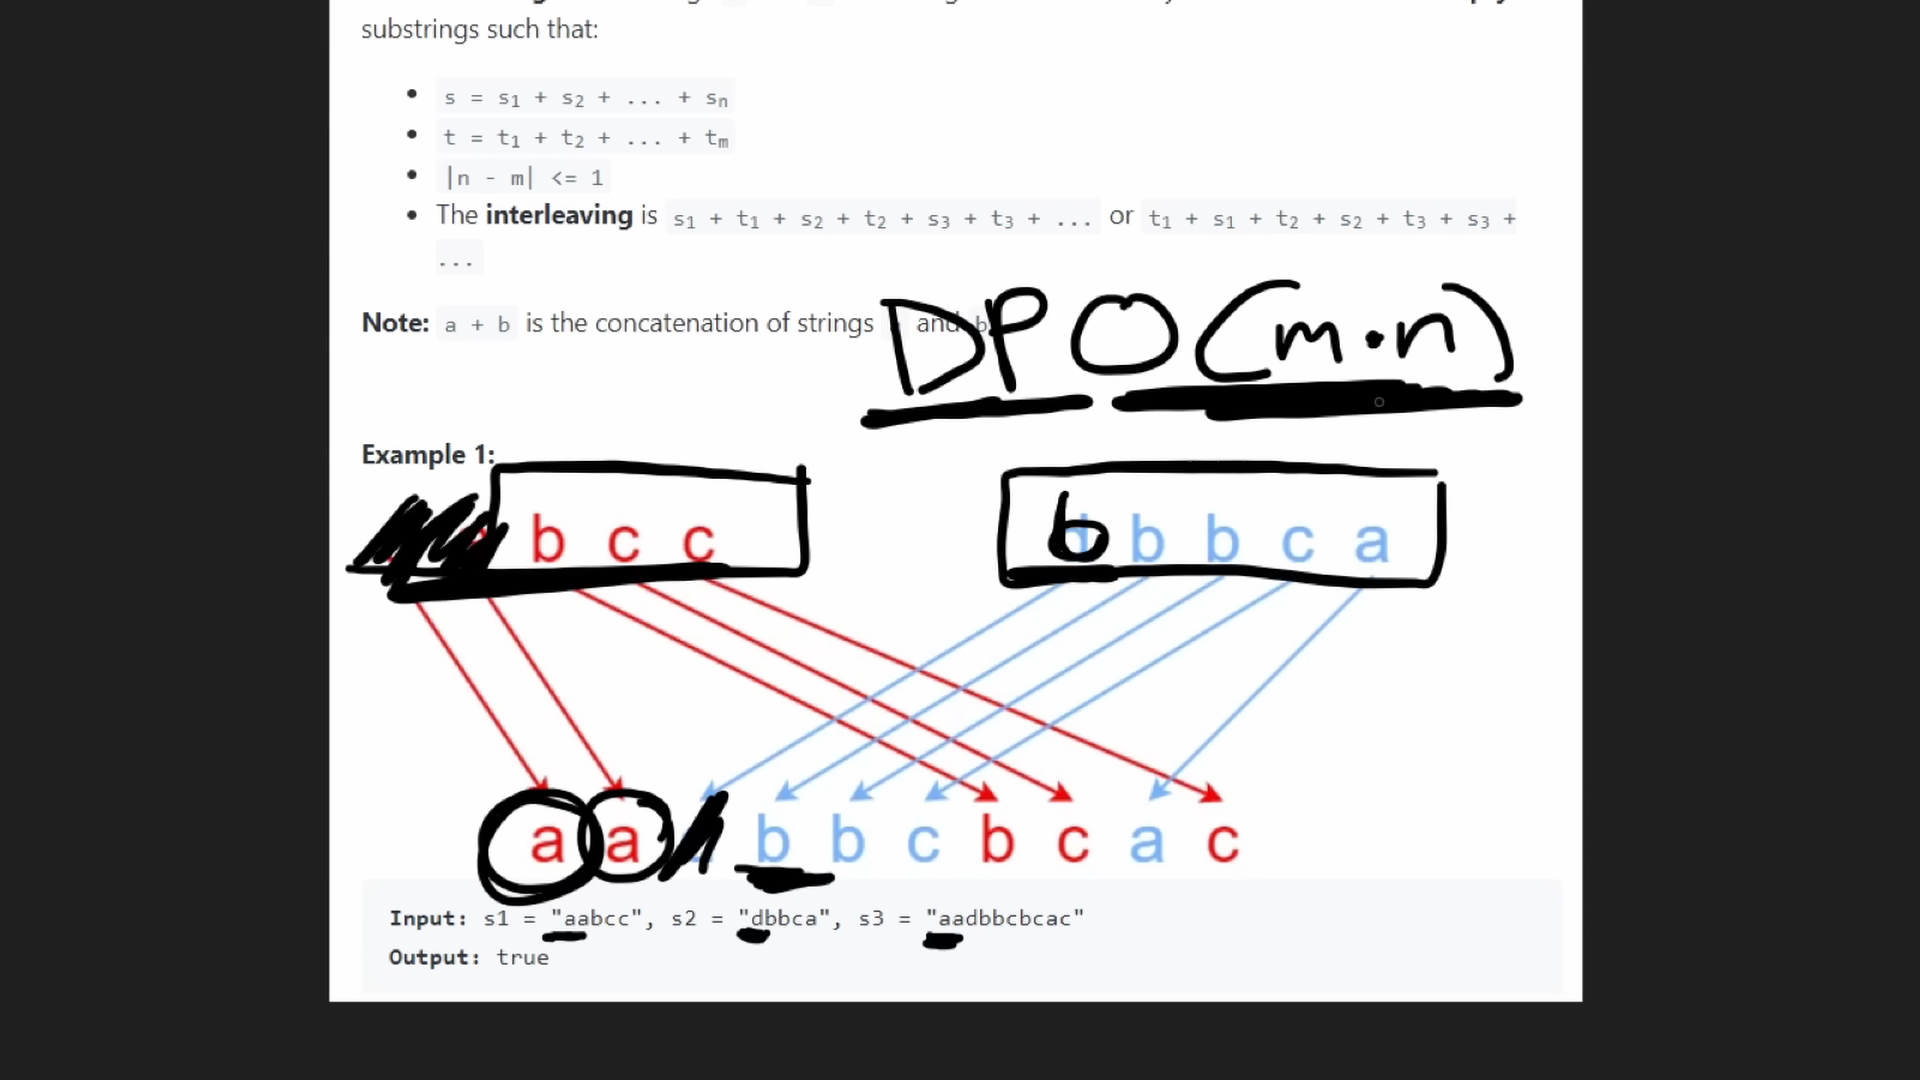 substrings such that:
s = s1 + s2 + ... + sn
t = t1 + t2 + ... + tm
|n - m| <= 1
The interleaving is s1 + t1 + s2 + t2 + s3 + t3 + ... or t1 + s1 + t2 + s2 + t3 + s3 +
...
DP O(m·n)
Note: a + b is the concatenation of strings and b
Example 1:
b c c b b b c a
a a b b c b c a c
Input: s1 = "aabcc", s2 = "dbbca", s3 = "aadbbcbcac"
Output: true